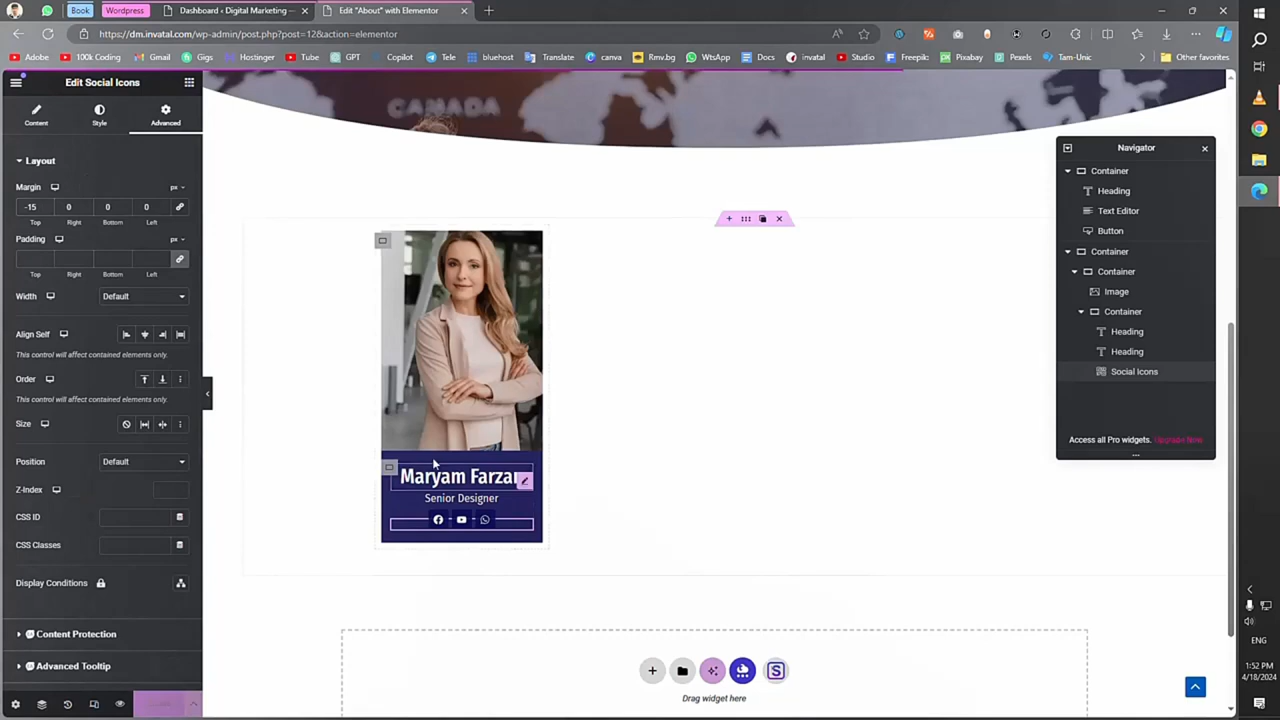 Book
Wordpress
Dashboard ‹ Digital Marketing –
Edit "About" with Elementor
https://dm.invatal.com/wp-admin/post.php?post=12&action=elementor
Adobe
100k Coding
Gmail
Gigs
Hostinger
Tube
GPT
Copilot
Tele
bluehost
Translate
canva
Rmv.bg
WtsApp
Docs
invatal
Studio
Freepik
Pixabay
Pexels
Tam-Unic
Other favorites
Edit Social Icons
Content
Style
Advanced
Layout
Margin
px
-15
0
0
0
Top
Right
Bottom
Left
Padding
px
Top
Right
Bottom
Left
Width
Default
Align Self
This control will affect contained elements only.
Order
This control will affect contained elements only.
Size
Position
Default
Z-Index
CSS ID
CSS Classes
Display Conditions
Content Protection
Advanced Tooltip
CANADA
Maryam Farzan
Senior Designer
Drag widget here
Navigator
Container
Heading
Text Editor
Button
Container
Container
Image
Container
Heading
Heading
Social Icons
Access all Pro widgets. Upgrade Now
ENG
1:52 PM
4/18/2024